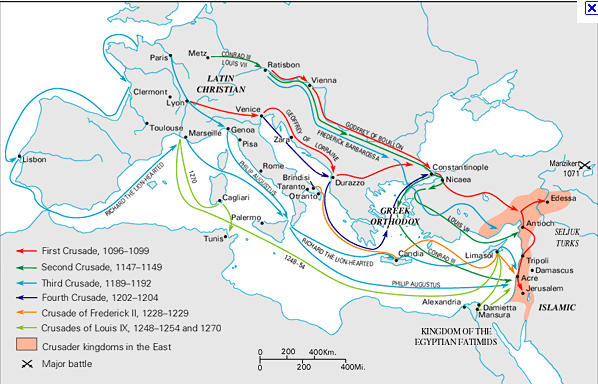 Paris
Metz
CONRAD III
LOUIS VII
Ratisbon
LATIN
CHRISTIAN
Vienna
Clermont
Lyon
Venice
GEOFFREY OF LORRAINE
GODFREY OF BOUILLON
FREDERICK BARBAROSSA
Toulouse
Marseille
Genoa
Pisa
Zara
Lisbon
RICHARD THE LION HEARTED
1270
PHILIP AUGUSTUS
Rome
Brindisi
Taranto
Otranto
Durazzo
Constantinople
Nicaea
Manzikert
1071
Edessa
Cagliari
Palermo
GREEK
ORTHODOX
LOUIS VII
Antioch
SELJUK
TURKS
Tunis
RICHARD THE LION HEARTED
Candia
CONRAD III
Limasol
1248-54
PHILIP AUGUSTUS
Tripoli
Damascus
Acre
Jerusalem
Alexandria
Damietta
Mansura
ISLAMIC
KINGDOM OF THE
EGYPTIAN FATIMIDS
First Crusade, 1096–1099
Second Crusade, 1147–1149
Third Crusade, 1189–1192
Fourth Crusade, 1202–1204
Crusade of Frederick II, 1228–1229
Crusades of Louis IX, 1248–1254 and 1270
Crusader kingdoms in the East
Major battle
0 200 400Km.
0 200 400Mi.